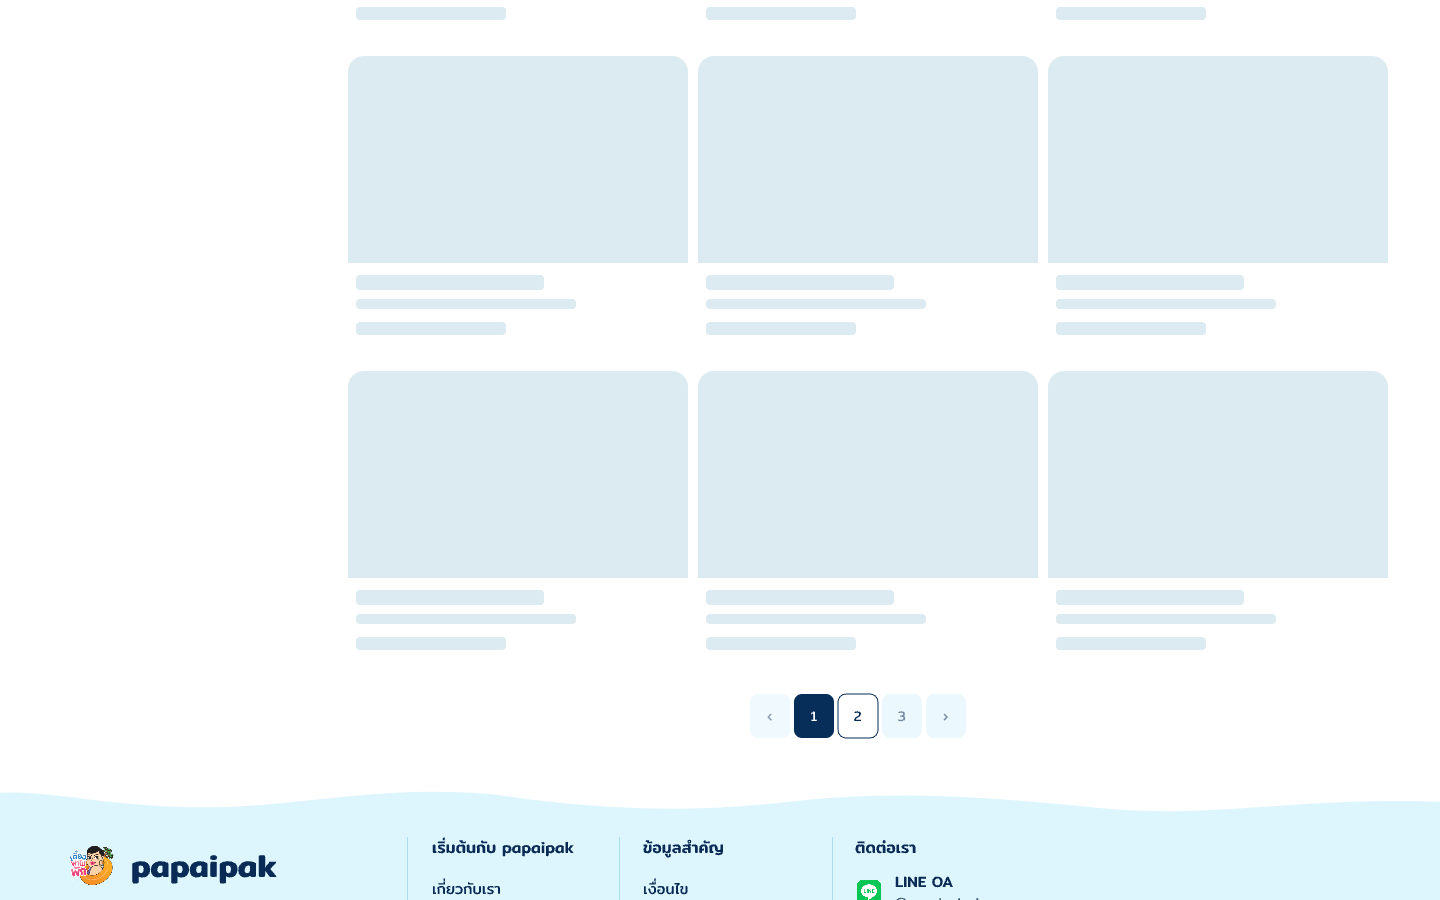 ‹ 1 2 3 ›
papaipak
เริ่มต้นกับ papaipak
เกี่ยวกับเรา
ข้อมูลสำคัญ
เงื่อนไข
ติดต่อเรา
LINE OA